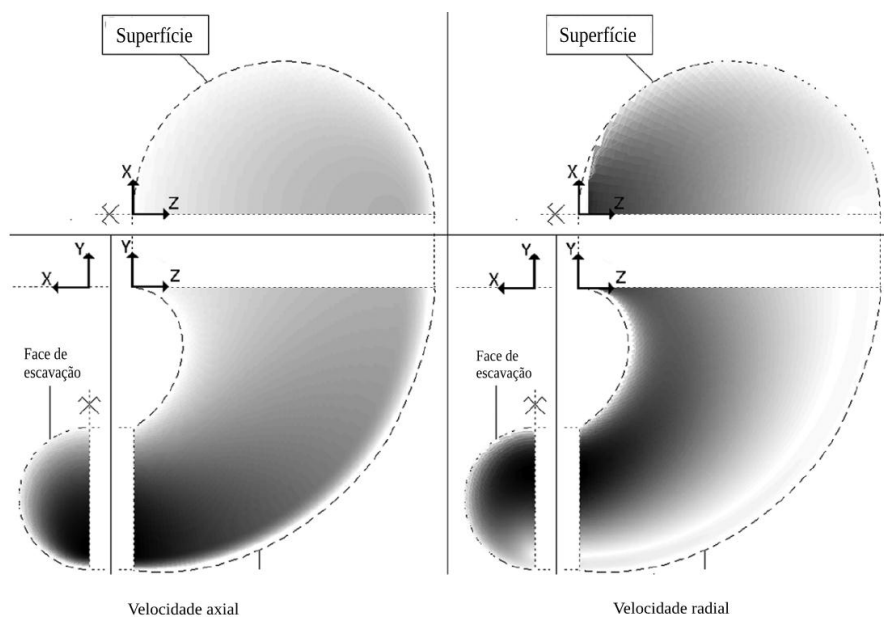 Superfície
Superfície
X
Z
X
Z
Y
Y
X
Z
Y
Y
X
Z
Face de
escavação
Face de
escavação
Velocidade axial
Velocidade radial